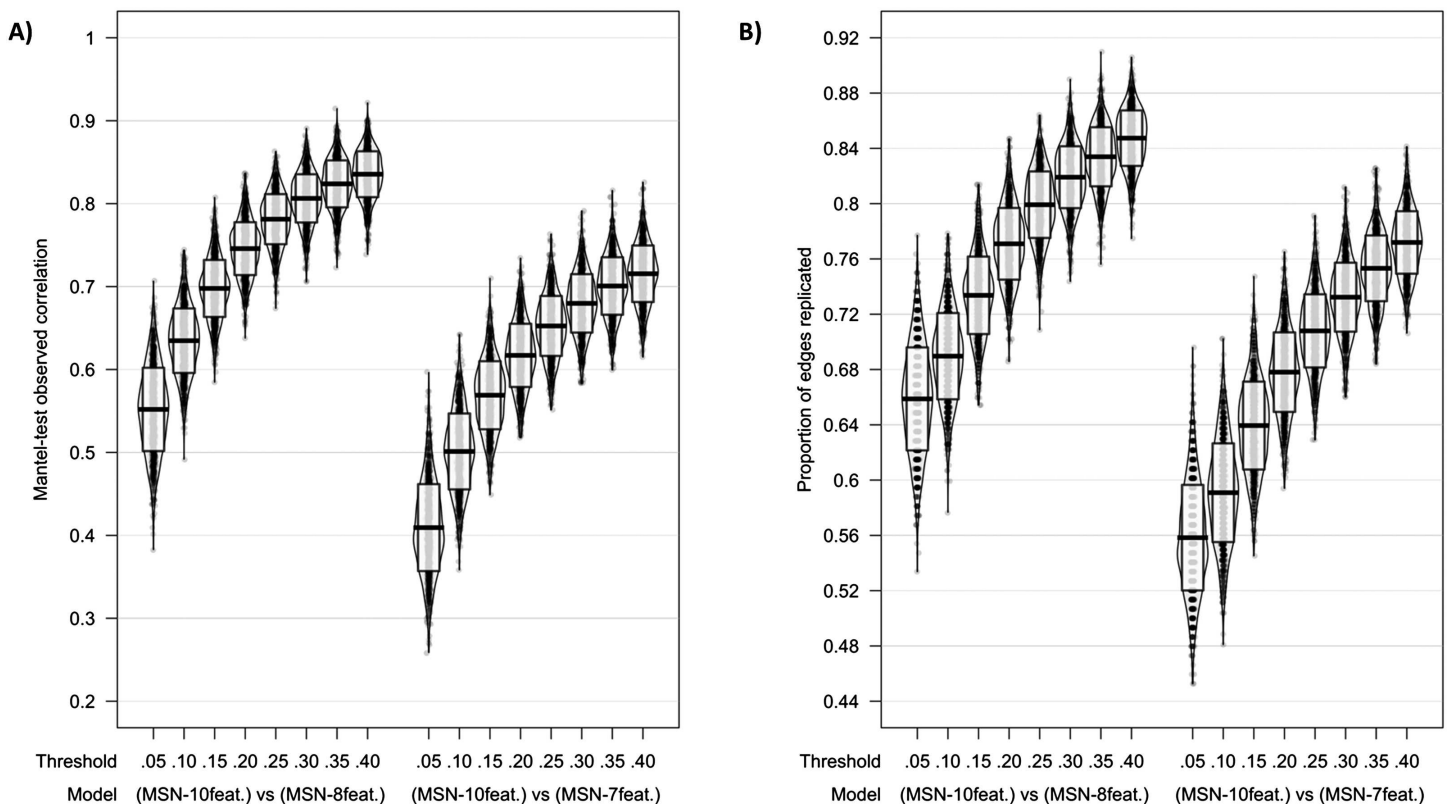 A)
Mantel-test observed correlation
1
0.9
0.8
0.7
0.6
0.5
0.4
0.3
0.2
Threshold .05 .10 .15 .20 .25 .30 .35 .40 .05 .10 .15 .20 .25 .30 .35 .40
Model (MSN-10feat.) vs (MSN-8feat.) (MSN-10feat.) vs (MSN-7feat.)
B)
Proportion of edges replicated
0.92
0.88
0.84
0.8
0.76
0.72
0.68
0.64
0.6
0.56
0.52
0.48
0.44
Threshold .05 .10 .15 .20 .25 .30 .35 .40 .05 .10 .15 .20 .25 .30 .35 .40
Model (MSN-10feat.) vs (MSN-8feat.) (MSN-10feat.) vs (MSN-7feat.)